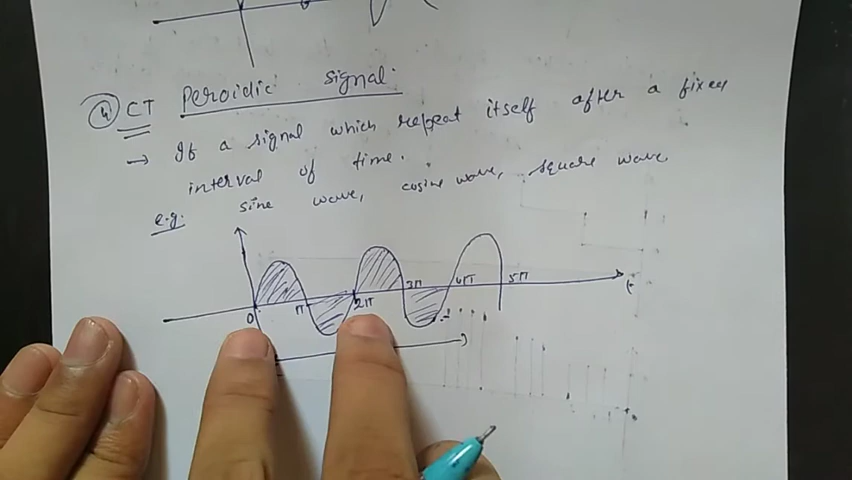 4 CT Peroidic signal.
→ It a signal which repeat itself after a fixed
interval of time.
e.g. sine wave, cosine wave, square wave
0 π 2π 3π 4π 5π t